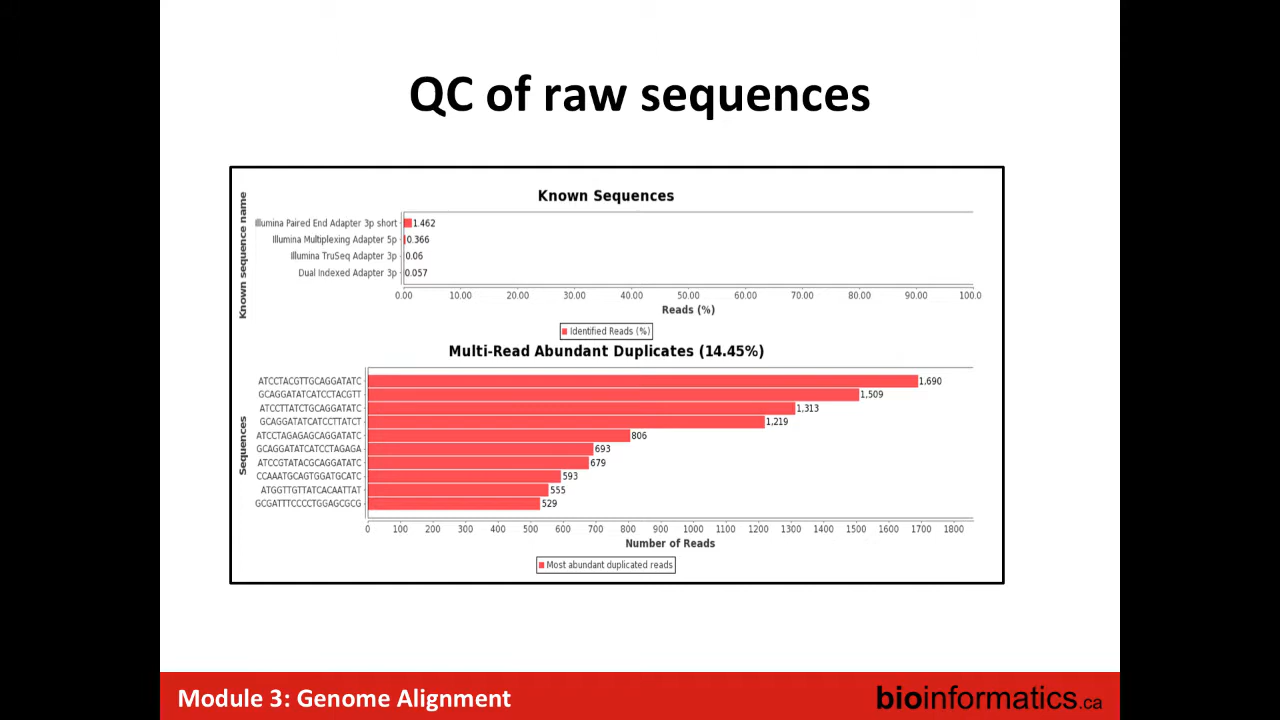 QC of raw sequences
Known Sequences
Known sequence name
Illumina Paired End Adapter 3p short 1.462
Illumina Multiplexing Adapter 5p 0.366
Illumina TruSeq Adapter 3p 0.06
Dual Indexed Adapter 3p 0.057
0.00 10.00 20.00 30.00 40.00 50.00 60.00 70.00 80.00 90.00 100.0
Reads (%)
Identified Reads (%)
Multi-Read Abundant Duplicates (14.45%)
Sequences
ATCCTACGTTGCAGGATATC 1,690
GCAGGATATCATCCTACGTT 1,509
ATCCTTATCTGCAGGATATC 1,313
GCAGGATATCATCCTTATCT 1,219
ATCCTAGAGAGCAGGATATC 806
GCAGGATATCATCCTAGAGA 693
ATCCGTATACGCAGGATATC 679
CCAAATGCAGTGGATGCATC 593
ATGGTTGTTATCACAATTAT 555
GCGATTTCCCCTGGAGCGCG 529
0 100 200 300 400 500 600 700 800 900 1000 1100 1200 1300 1400 1500 1600 1700 1800
Number of Reads
Most abundant duplicated reads
Module 3: Genome Alignment
bioinformatics.ca